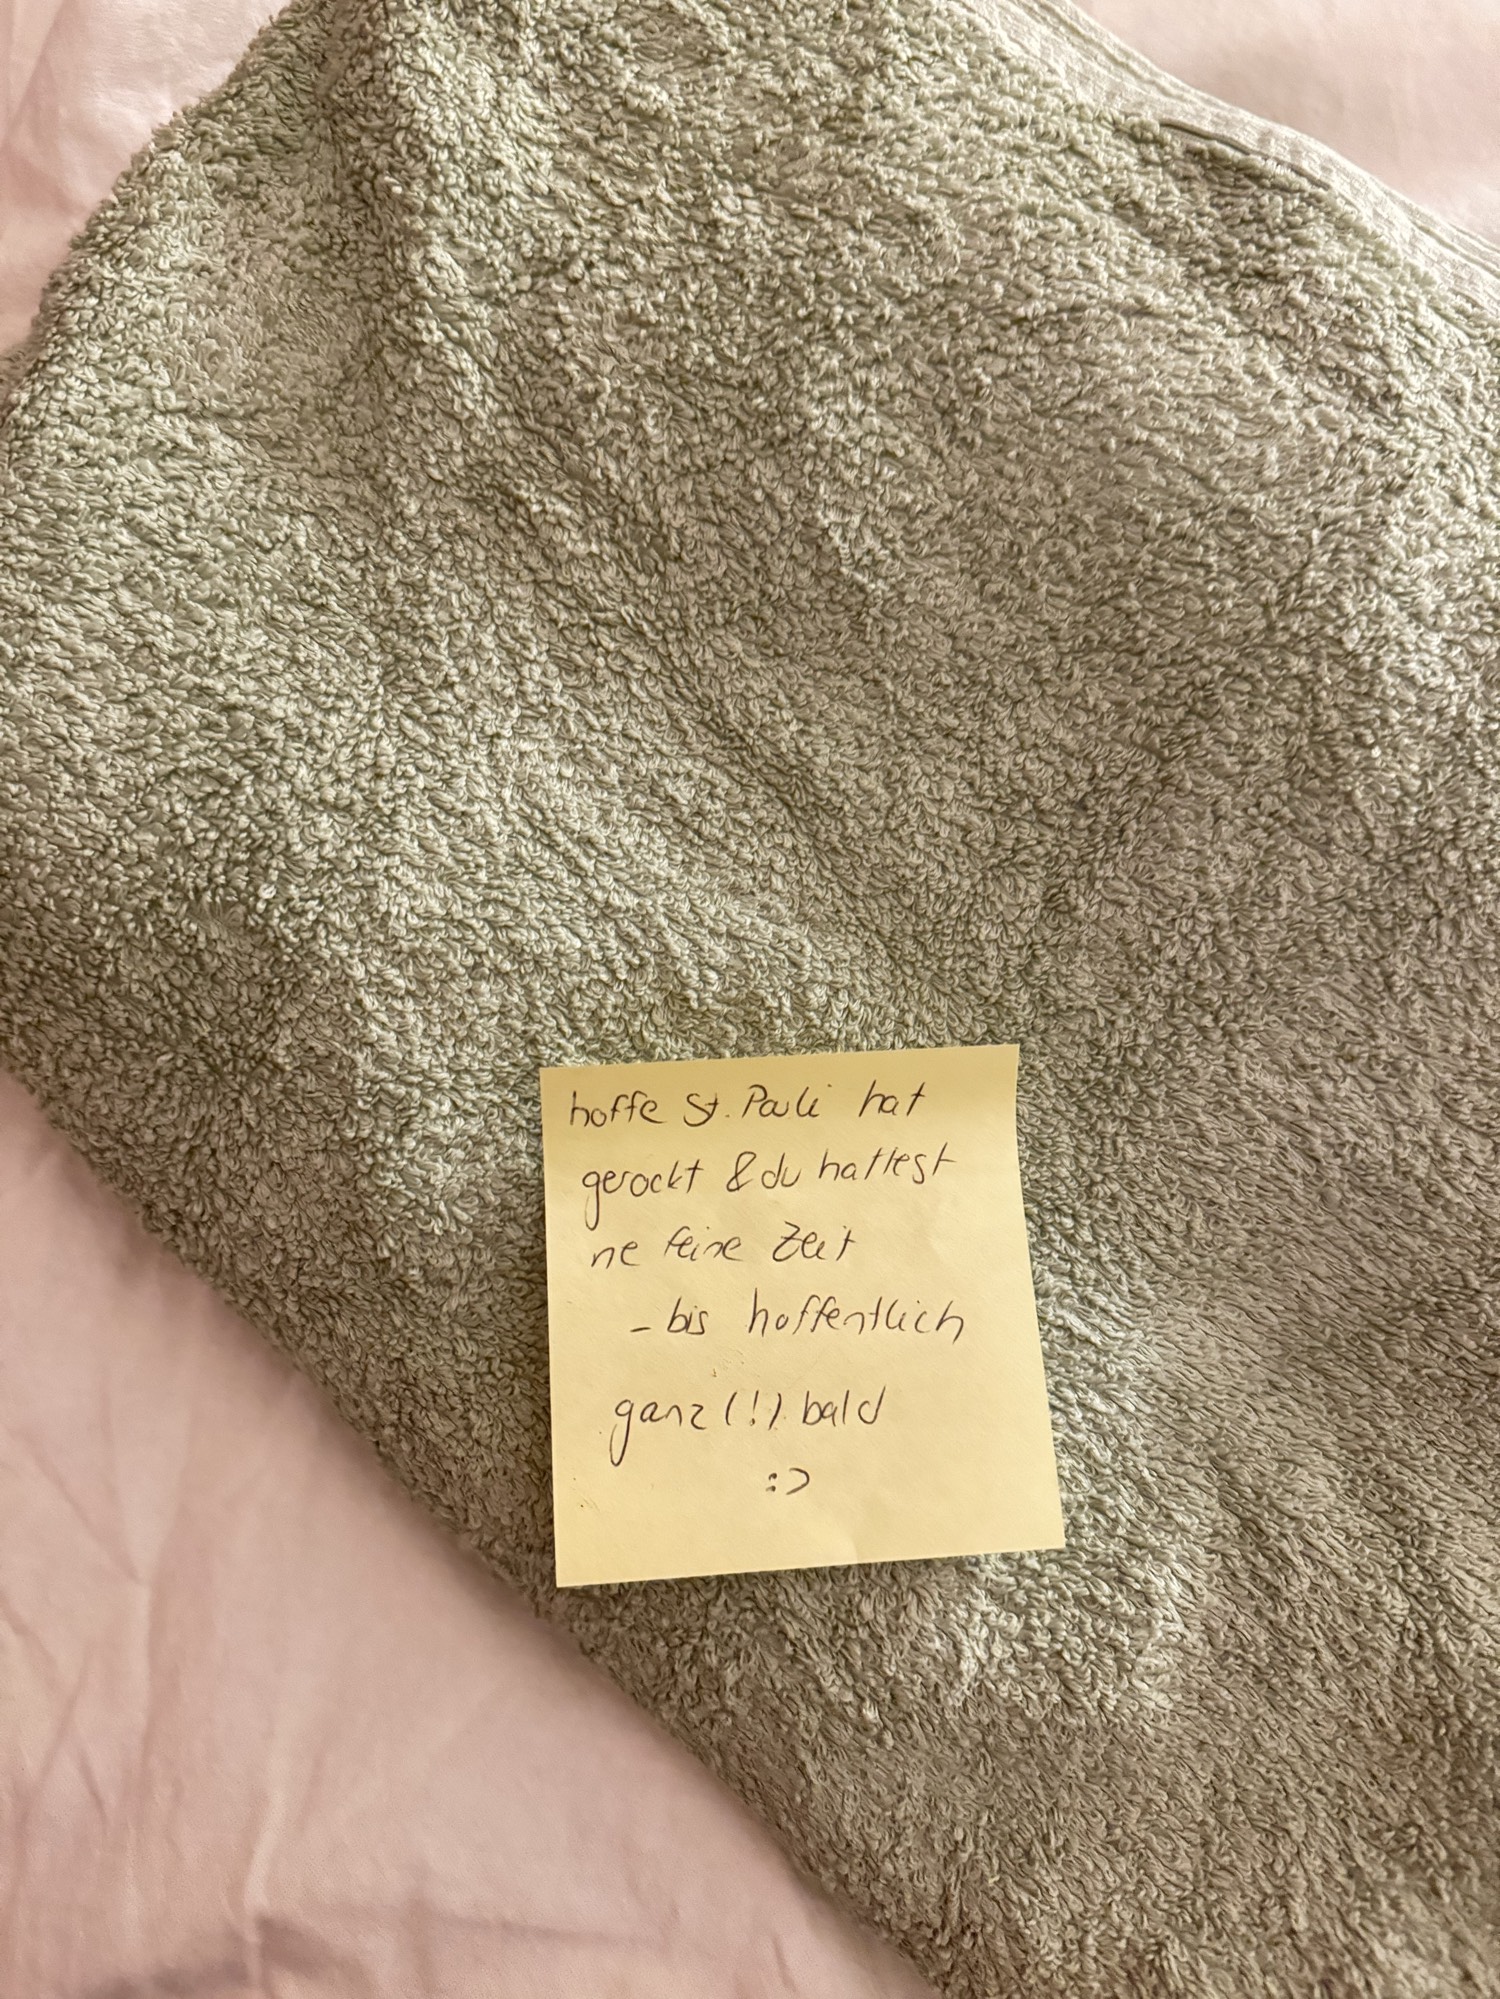 hoffe St. Pauli hat
gerockt & du hattest
ne feine Zeit
– bis hoffentlich
ganz (!) bald
:)